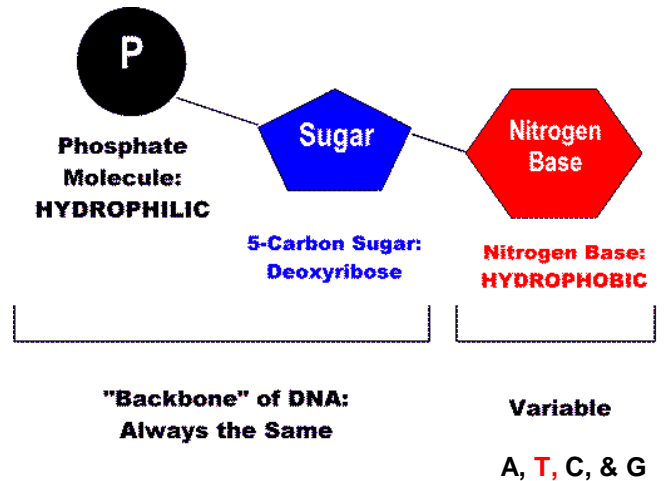 P
Sugar
Nitrogen
Base
Phosphate
Molecule:
HYDROPHILIC
5-Carbon Sugar:
Deoxyribose
Nitrogen Base:
HYDROPHOBIC
"Backbone" of DNA:
Always the Same
Variable
A, T, C, & G